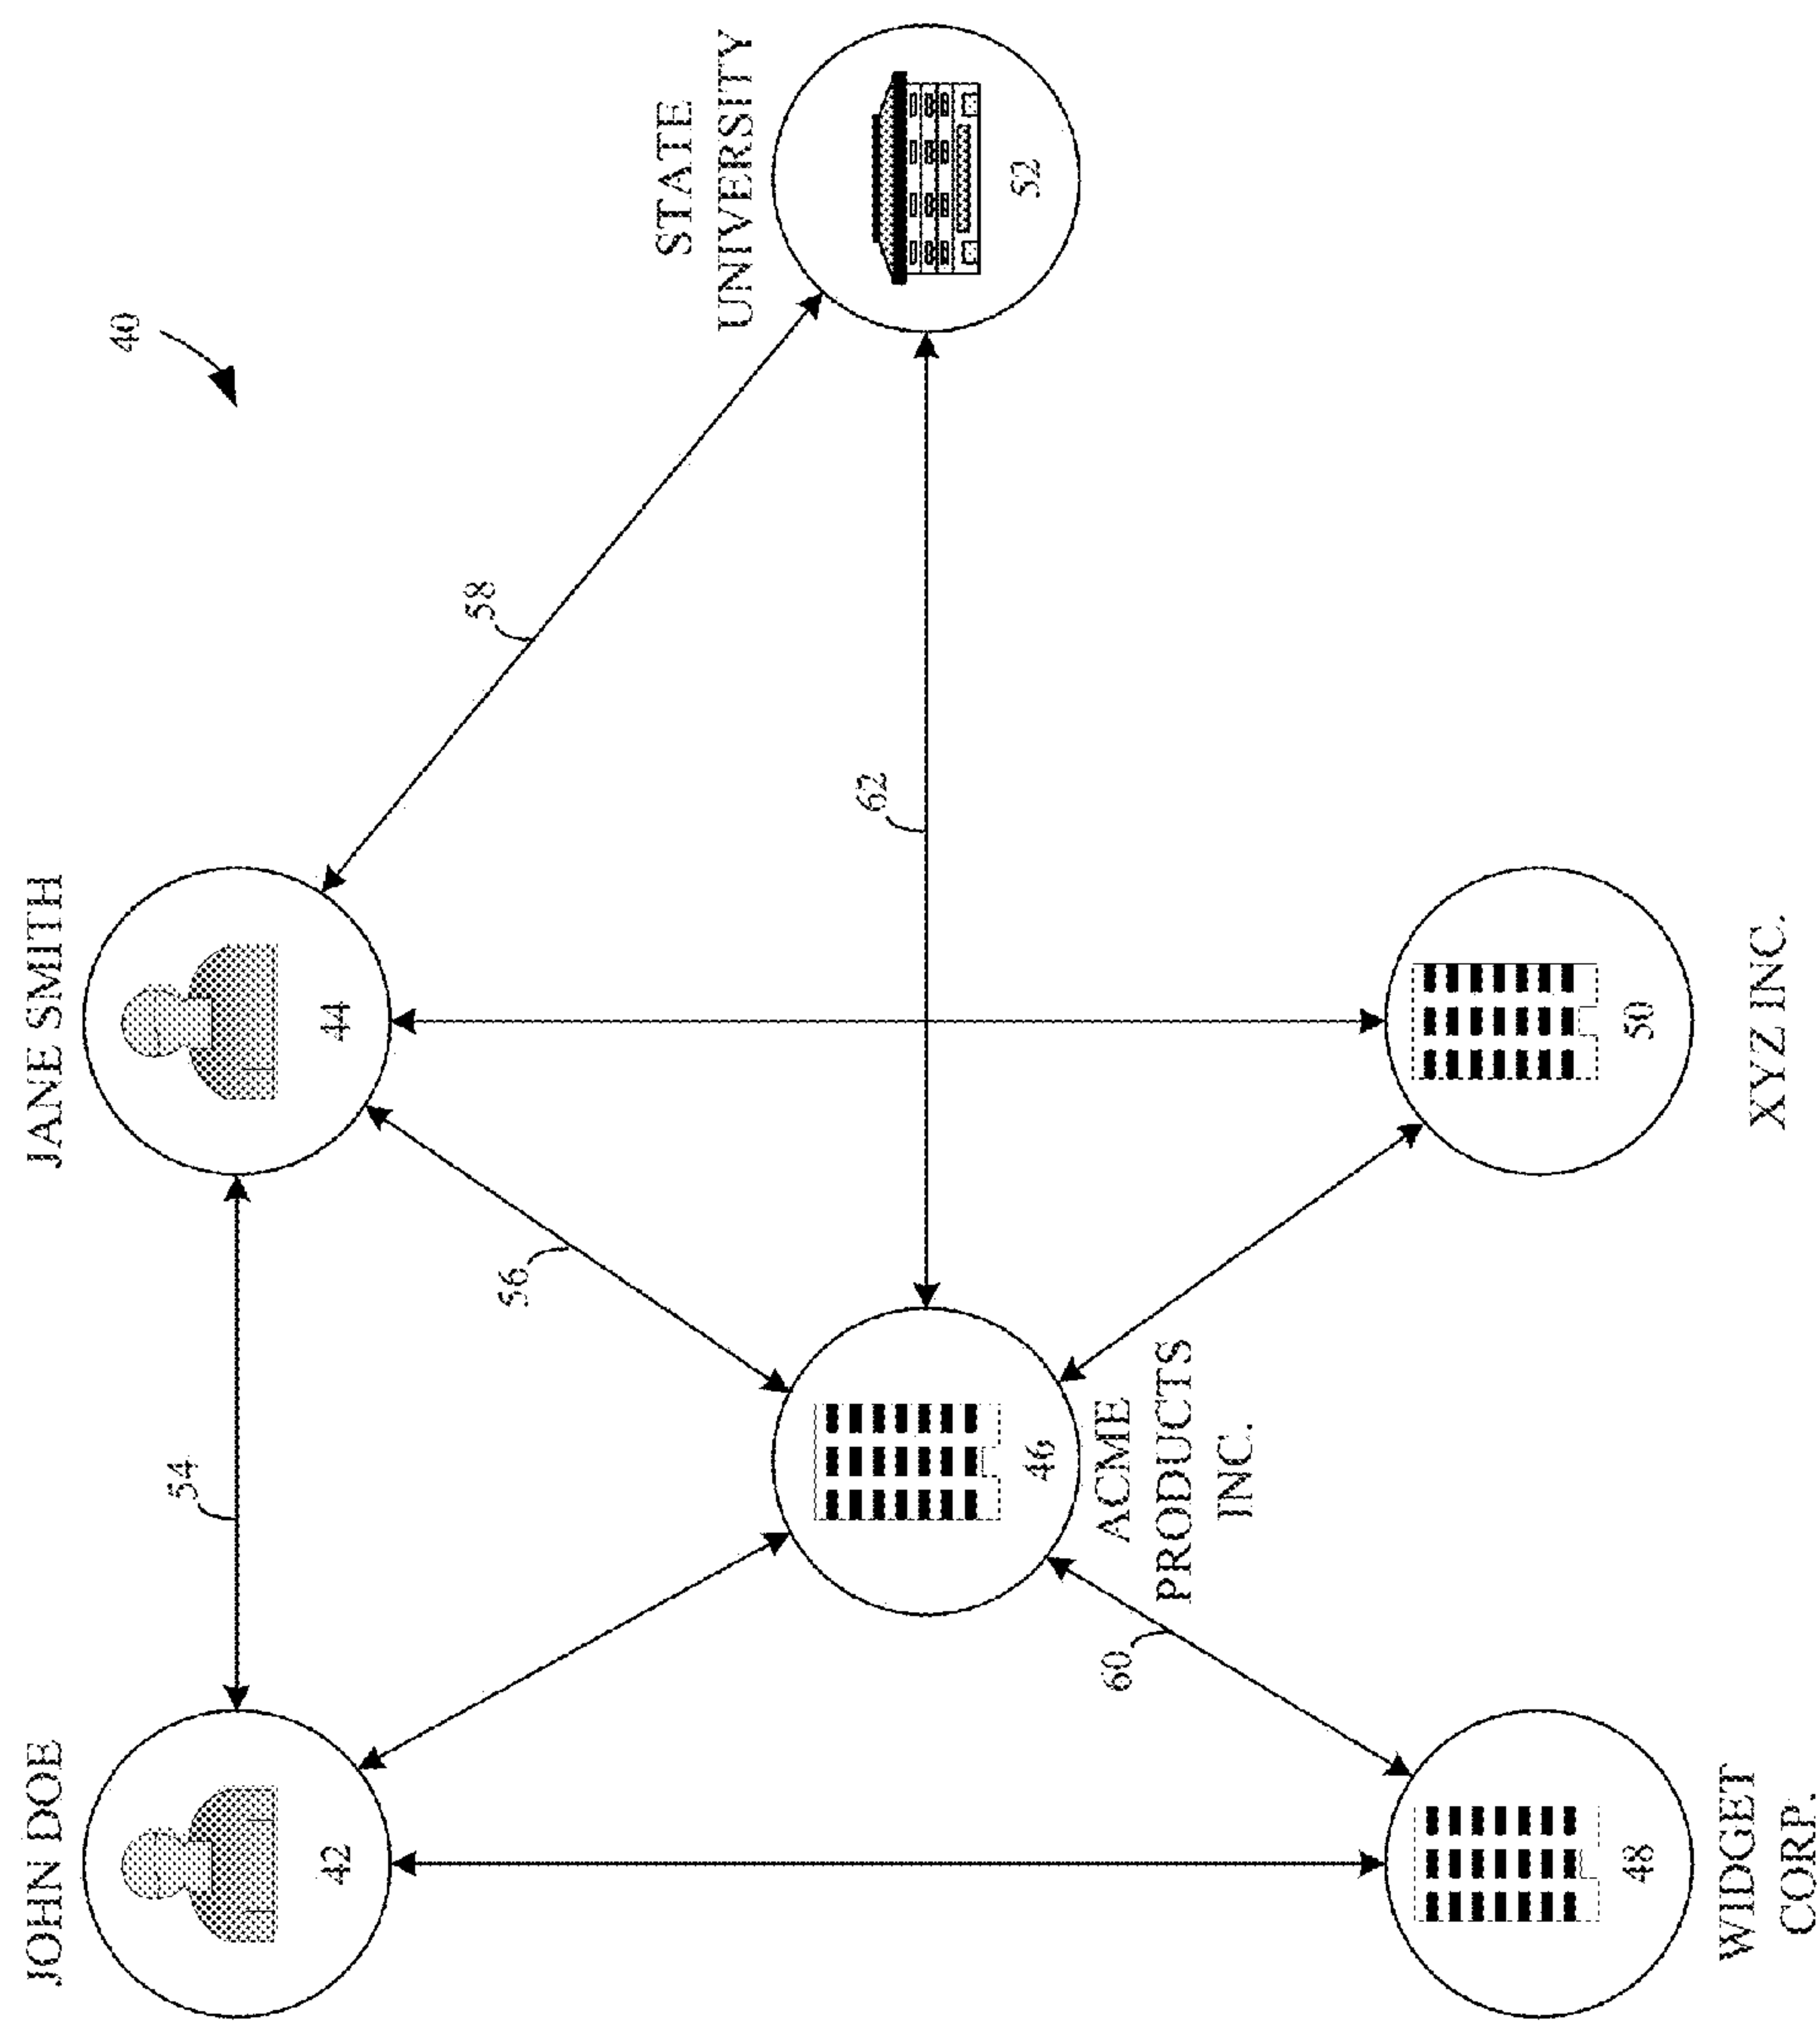 40
JOHN DOE
42
JANE SMITH
44
54
56
58
STATE
UNIVERSITY
52
62
46
ACME
PRODUCTS
INC.
60
48
WIDGET
CORP.
50
XYZ INC.